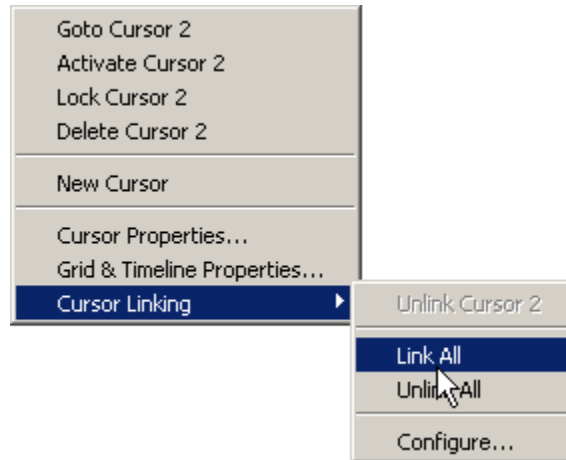 Goto Cursor 2
Activate Cursor 2
Lock Cursor 2
Delete Cursor 2
New Cursor
Cursor Properties...
Grid & Timeline Properties...
Cursor Linking
Unlink Cursor 2
Link All
Unlink All
Configure...